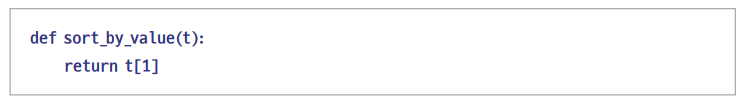 def sort_by_value(t):
    return t[1]